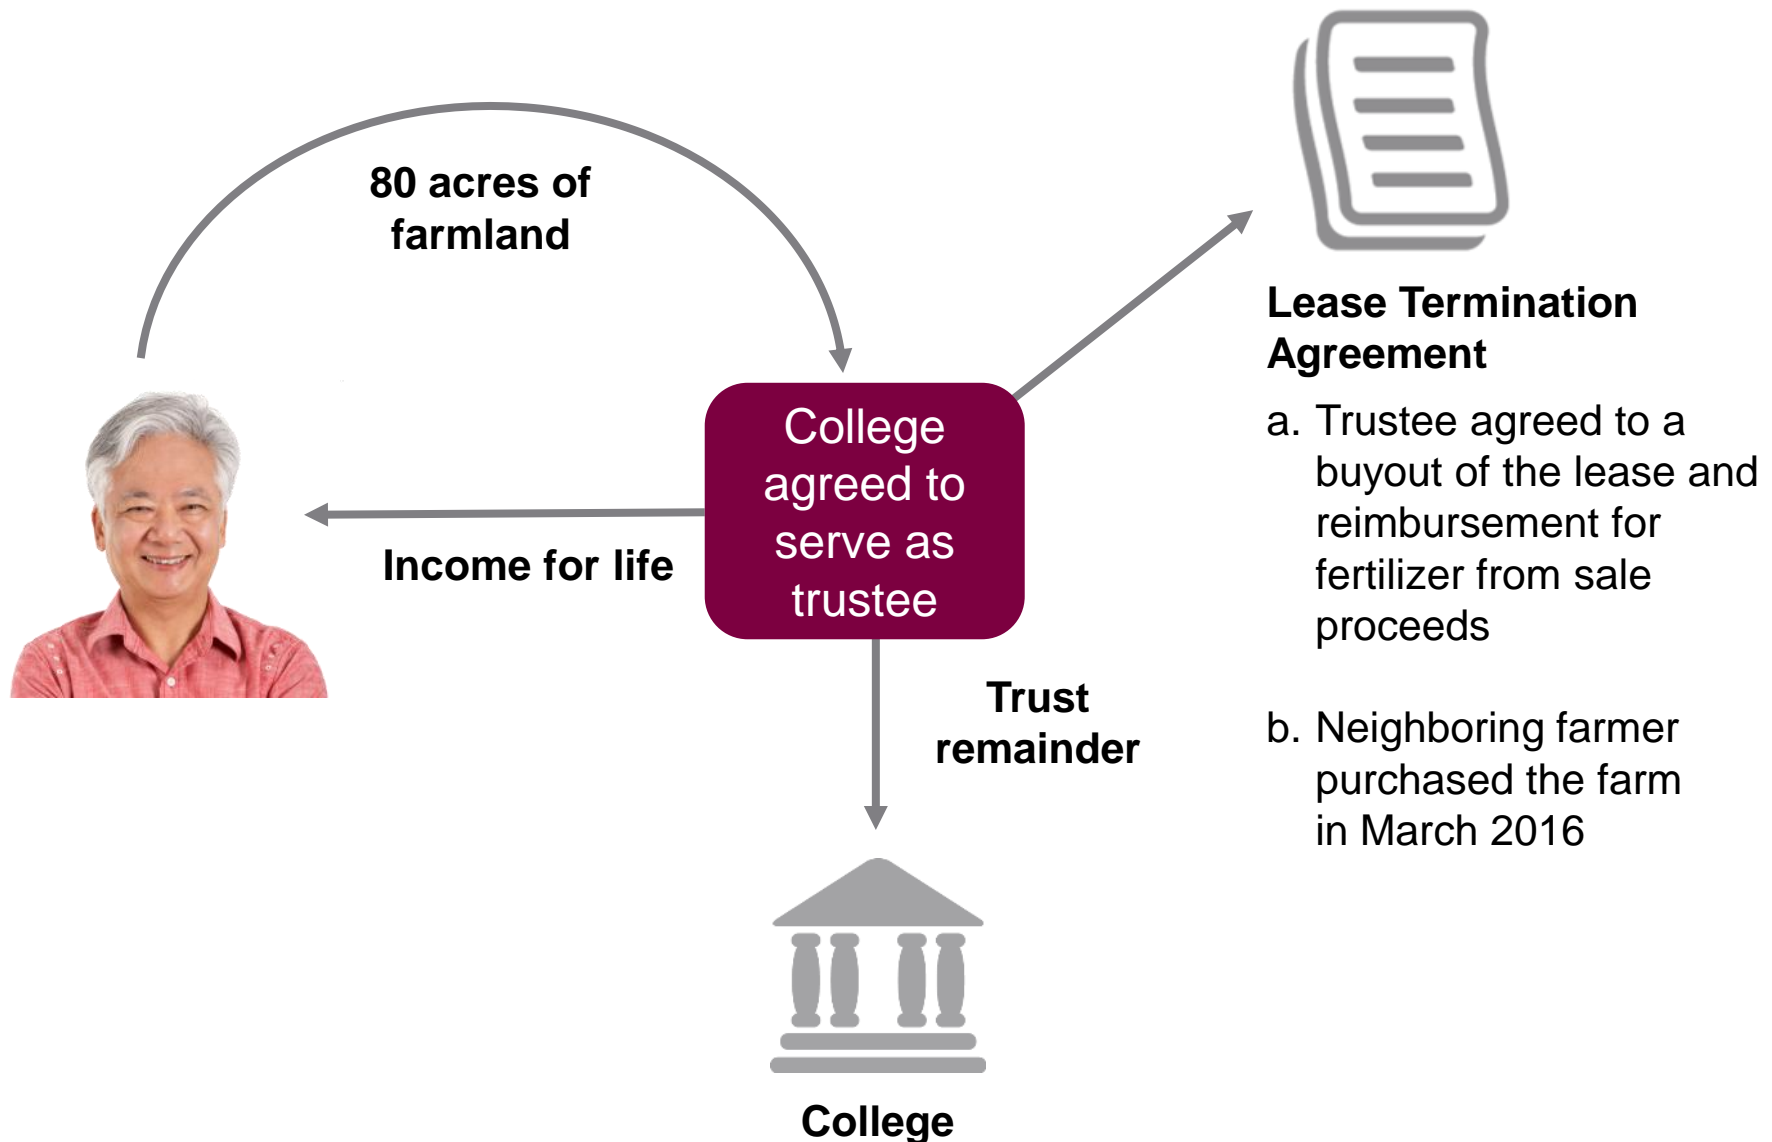 80 acres of
farmland
Income for life
College
agreed to
serve as
trustee
Trust
remainder
College
Lease Termination
Agreement
a. Trustee agreed to a
buyout of the lease and
reimbursement for
fertilizer from sale
proceeds
b. Neighboring farmer
purchased the farm
in March 2016